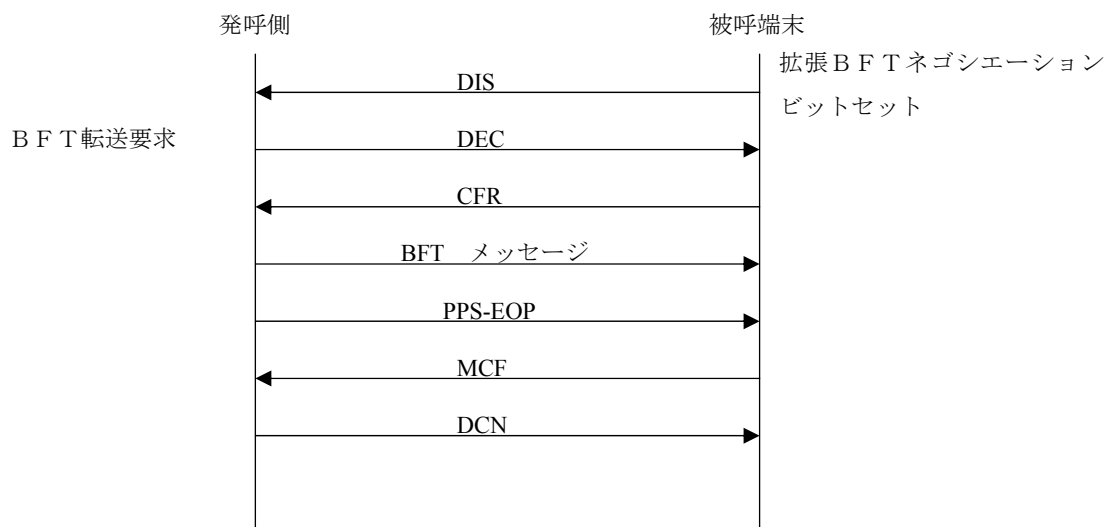 発呼側
被呼端末
拡張ＢＦＴネゴシエーション
ビットセット
DIS
ＢＦＴ転送要求
DEC
CFR
BFT　メッセージ
PPS-EOP
MCF
DCN